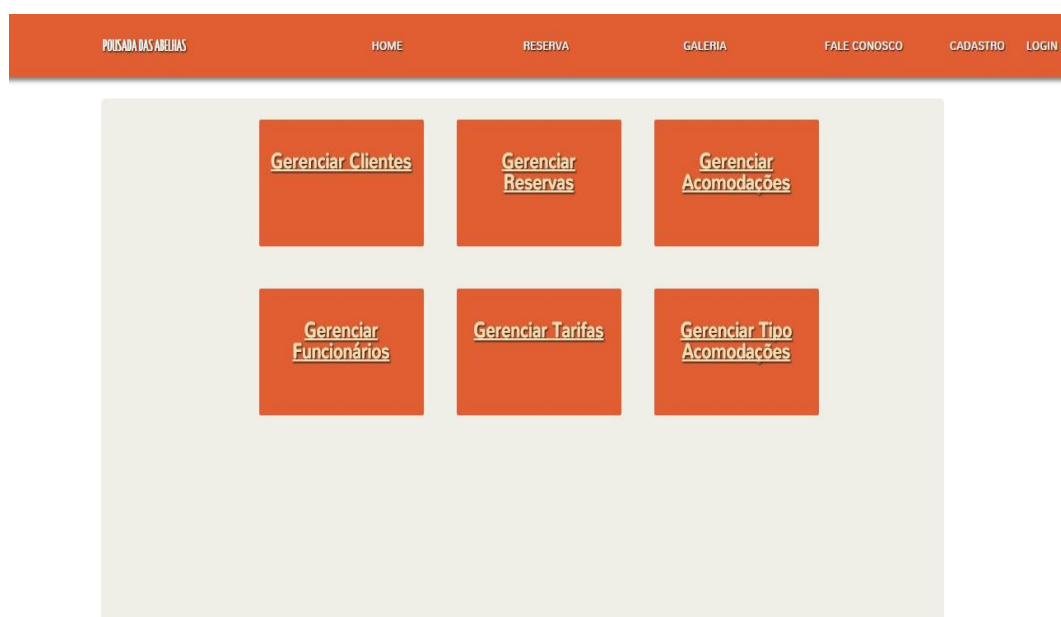 POUSADA DAS ABELHAS HOME RESERVA GALERIA FALE CONOSCO CADASTRO LOGIN
Gerenciar Clientes
Gerenciar
Reservas
Gerenciar
Acomodações
Gerenciar
Funcionários
Gerenciar Tarifas
Gerenciar Tipo
Acomodações